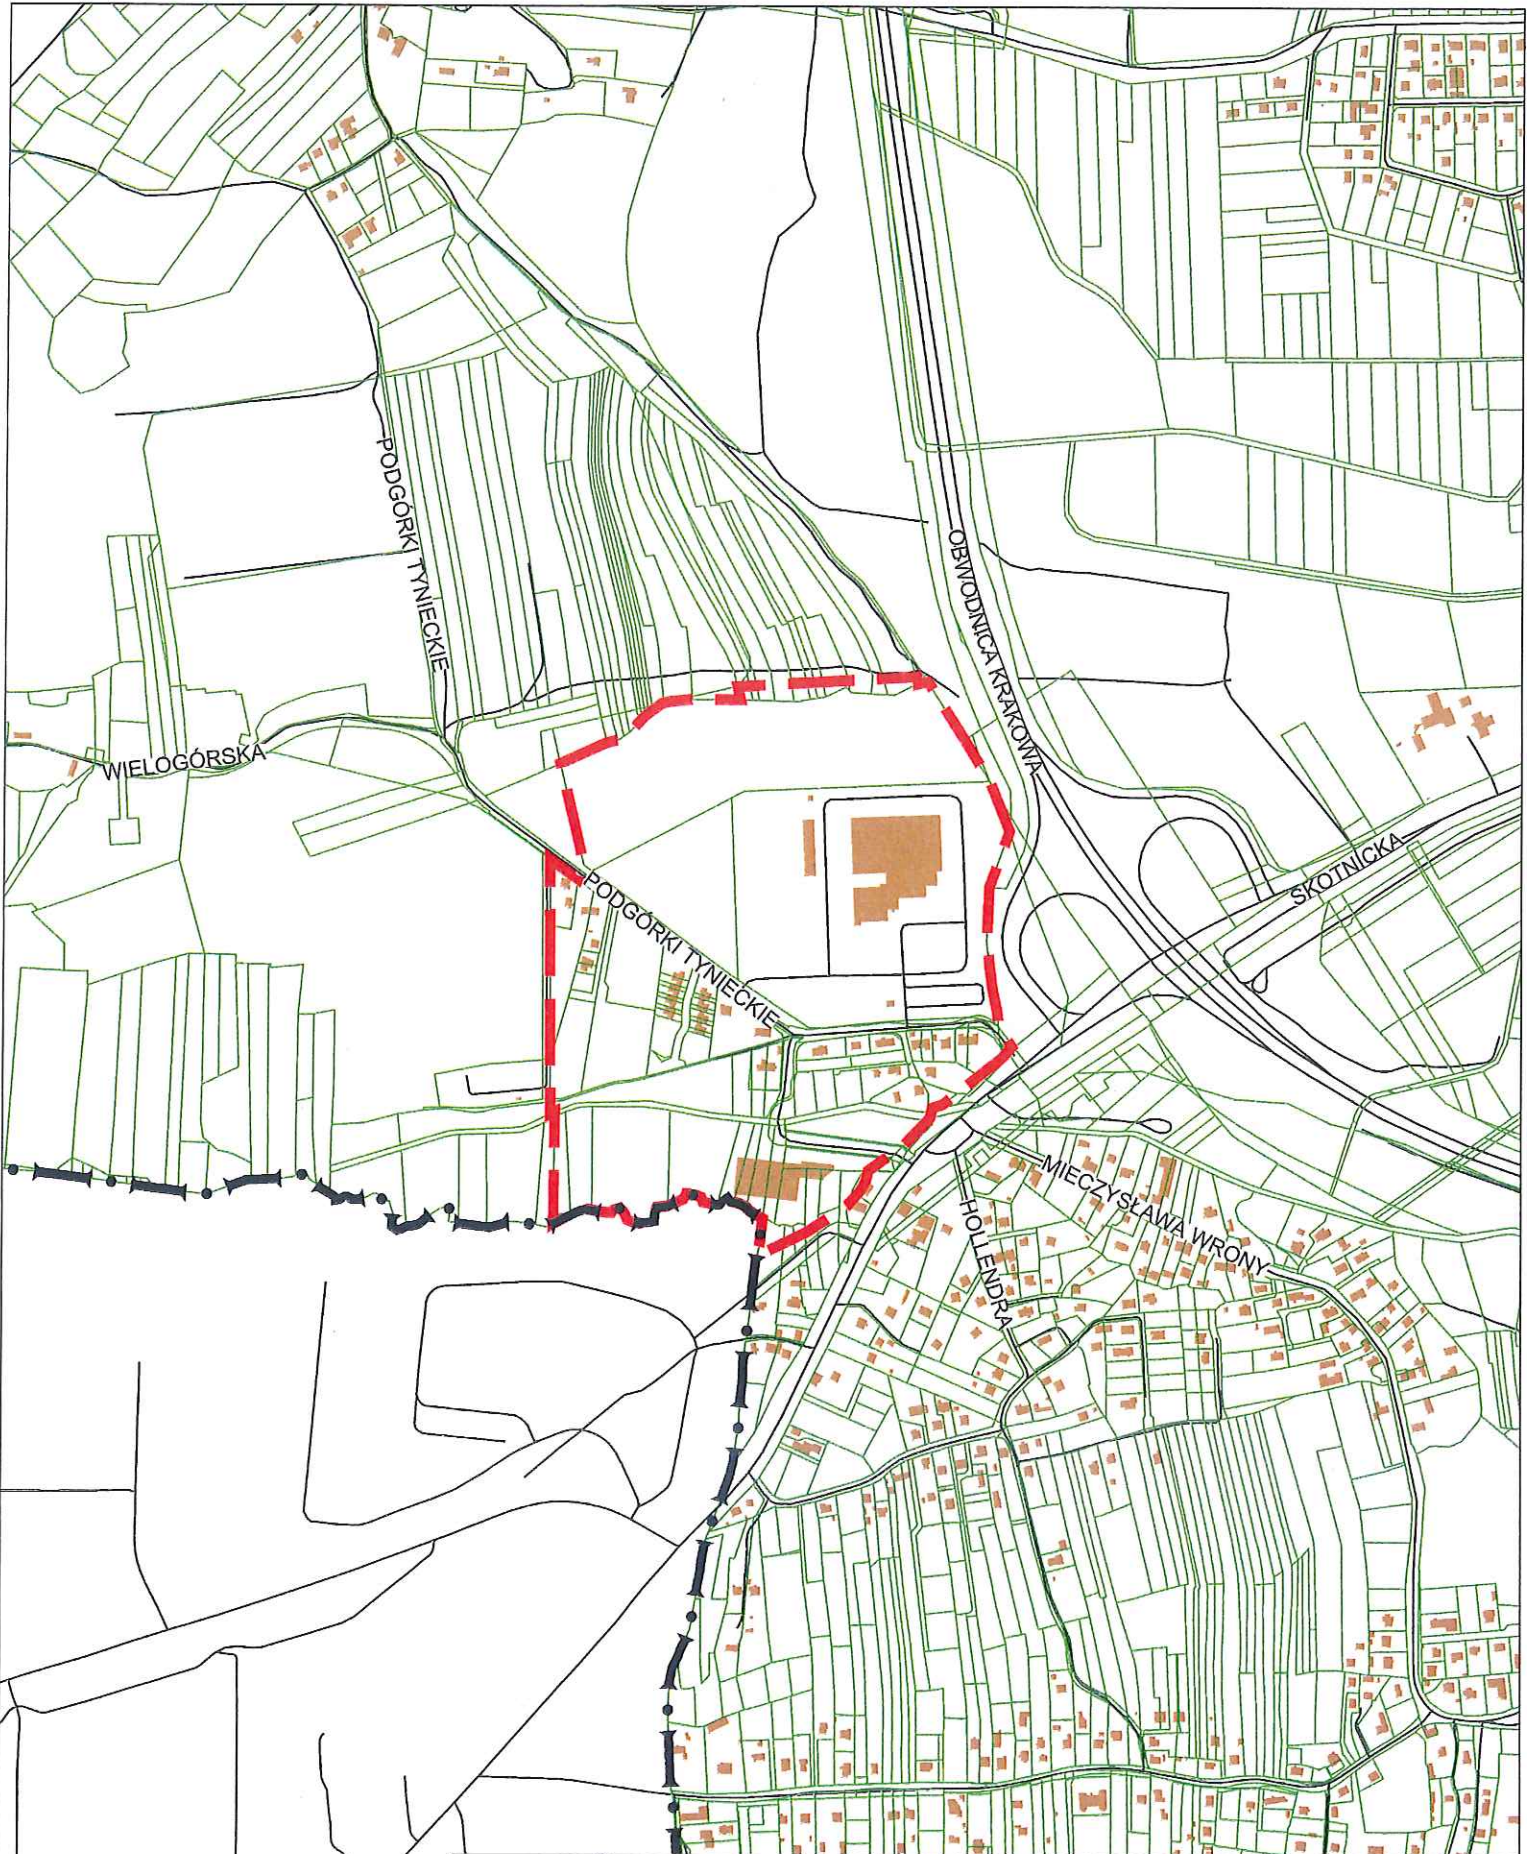 PODGÓRKI TYNIECKIE
OBWODNICA KRAKOWA
WIELOGÓRSKA
SKOTNICKA
PODGÓRKI TYNIECKIE
MIECZYSŁAWA WRONY
HOLLENDRA